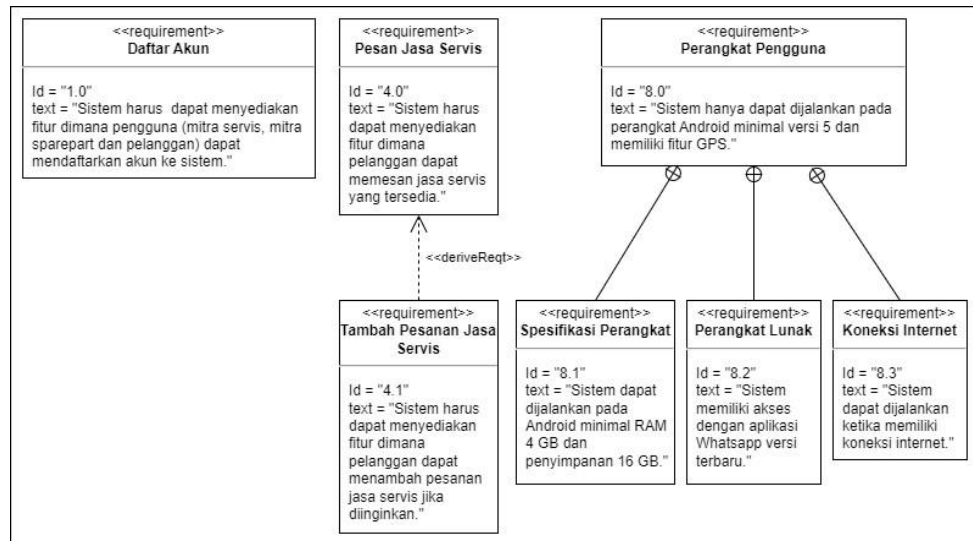 <<requirement>>
Daftar Akun
Id = "1.0"
text = "Sistem harus dapat menyediakan
fitur dimana pengguna (mitra servis, mitra
sparepart dan pelanggan) dapat
mendaftarkan akun ke sistem."
<<requirement>>
Pesan Jasa Servis
Id = "4.0"
text = "Sistem harus
dapat menyediakan
fitur dimana
pelanggan dapat
memesan jasa servis
yang tersedia."
<<requirement>>
Perangkat Pengguna
Id = "8.0"
text = "Sistem hanya dapat dijalankan pada
perangkat Android minimal versi 5 dan
memiliki fitur GPS."
<<deriveReqt>>
<<requirement>>
Tambah Pesanan Jasa
Servis
Id = "4.1"
text = "Sistem harus
dapat menyediakan
fitur dimana
pelanggan dapat
menambah pesanan
jasa servis jika
diinginkan."
<<requirement>>
Spesifikasi Perangkat
Id = "8.1"
text = "Sistem dapat
dijalankan pada
Android minimal RAM
4 GB dan
penyimpanan 16 GB."
<<requirement>>
Perangkat Lunak
Id = "8.2"
text = "Sistem
memiliki akses
dengan aplikasi
Whatsapp versi
terbaru."
<<requirement>>
Koneksi Internet
Id = "8.3"
text = "Sistem
dapat dijalankan
ketika memiliki
koneksi internet."